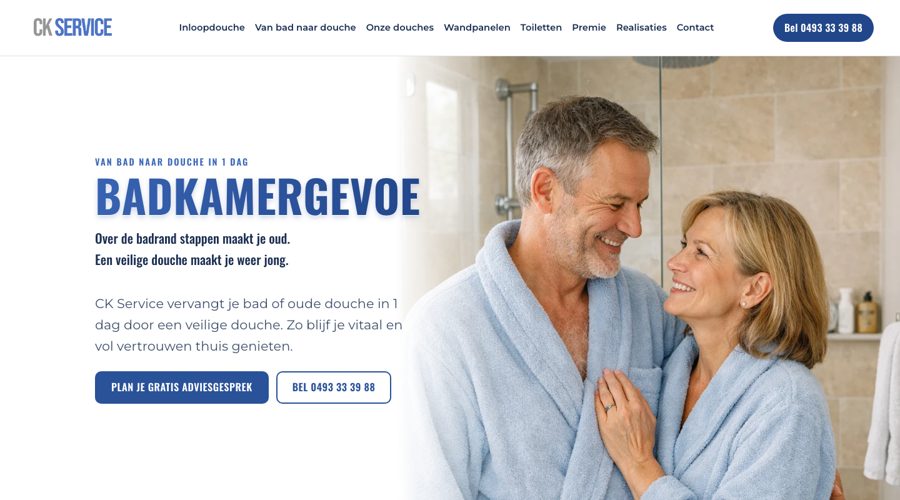 CK SERVICE
Inloopdouche Van bad naar douche Onze douches Wandpanelen Toiletten Premie Realisaties Contact
Bel 0493 33 39 88
VAN BAD NAAR DOUCHE IN 1 DAG
BADKAMERGEVOE
Over de badrand stappen maakt je oud.
Een veilige douche maakt je weer jong.
CK Service vervangt je bad of oude douche in 1
dag door een veilige douche. Zo blijf je vitaal en
vol vertrouwen thuis genieten.
PLAN JE GRATIS ADVIESGESPREK
BEL 0493 33 39 88